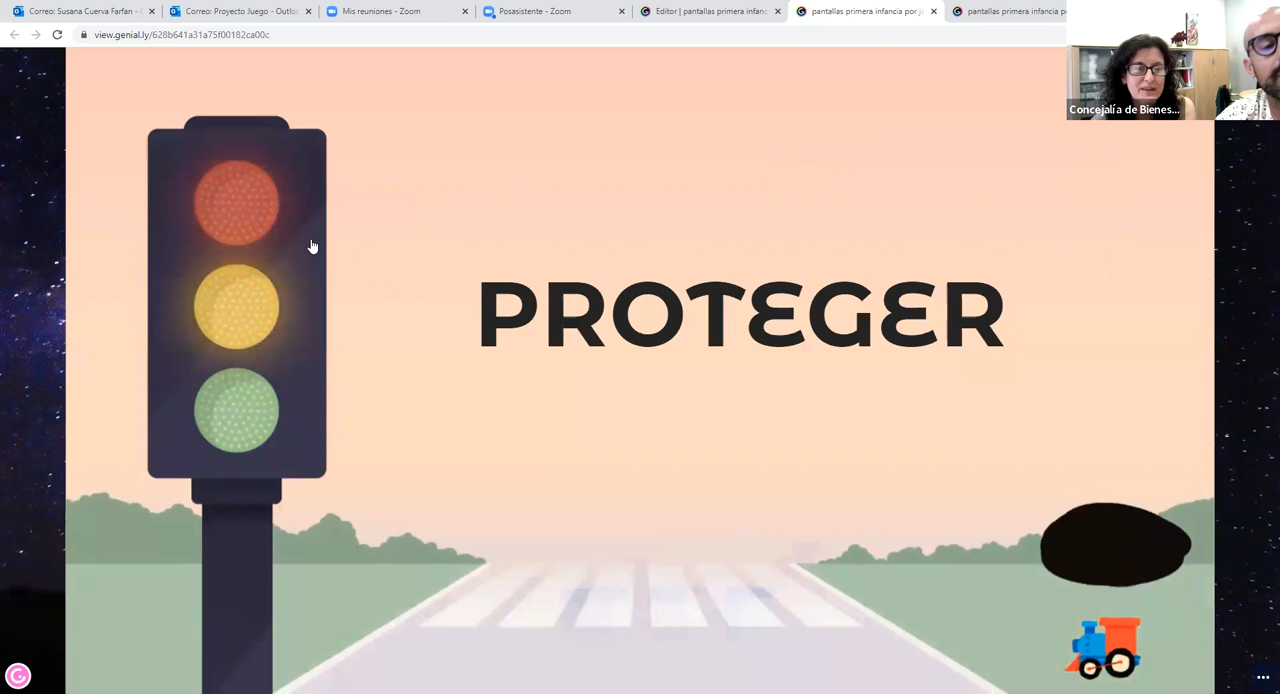 Correo: Susana Cuerva Farfan -
Correo: Proyecto Juego - Outlo
Mis reuniones - Zoom
Posasistente - Zoom
Editor | pantallas primera infanc
pantallas primera infancia por j
pantallas primera infancia p
view.genial.ly/628b641a31a75f00182ca00c
Concejalía de Bienes...
PROTEGER